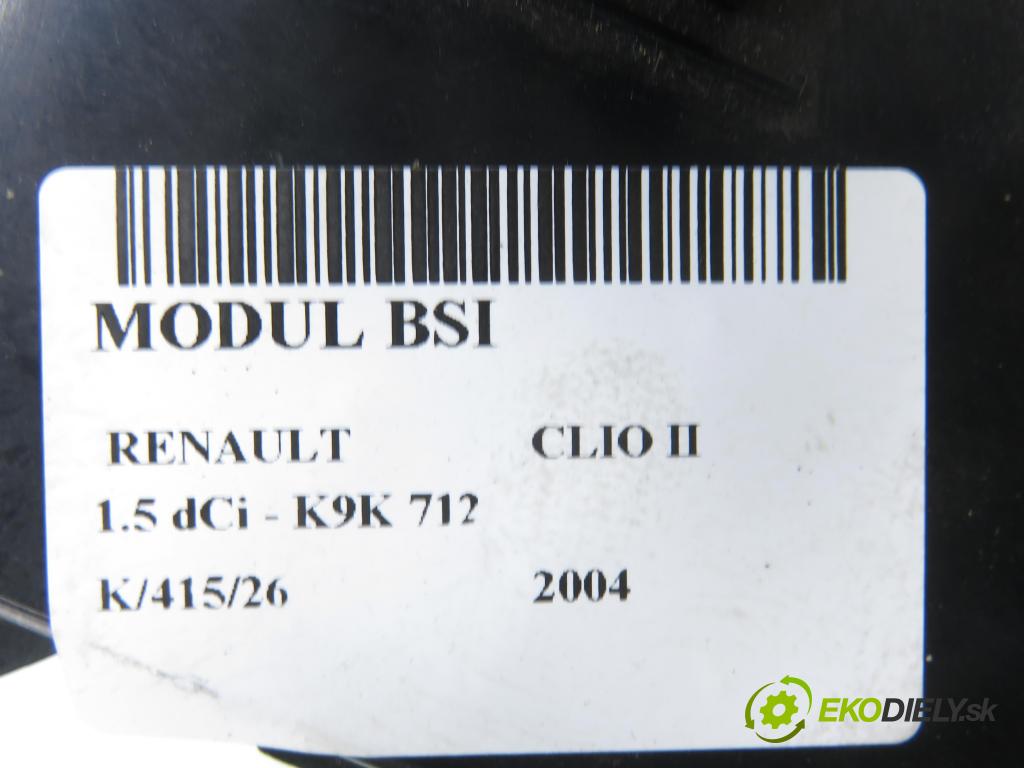 MODUL BSI
RENAULT CLIO II
1.5 dCi - K9K 712
K/415/26 2004
EKODIELY.sk